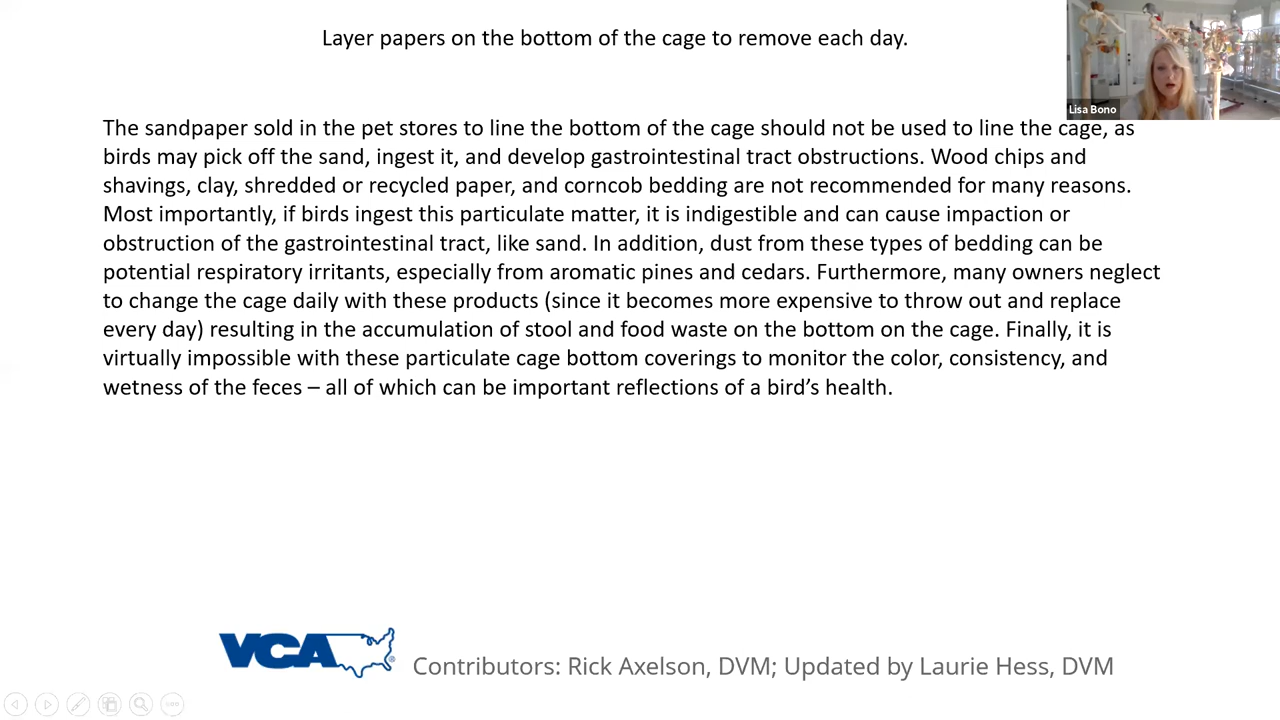 Layer papers on the bottom of the cage to remove each day.
Lisa Bono
The sandpaper sold in the pet stores to line the bottom of the cage should not be used to line the cage, as
birds may pick off the sand, ingest it, and develop gastrointestinal tract obstructions. Wood chips and
shavings, clay, shredded or recycled paper, and corncob bedding are not recommended for many reasons.
Most importantly, if birds ingest this particulate matter, it is indigestible and can cause impaction or
obstruction of the gastrointestinal tract, like sand. In addition, dust from these types of bedding can be
potential respiratory irritants, especially from aromatic pines and cedars. Furthermore, many owners neglect
to change the cage daily with these products (since it becomes more expensive to throw out and replace
every day) resulting in the accumulation of stool and food waste on the bottom on the cage. Finally, it is
virtually impossible with these particulate cage bottom coverings to monitor the color, consistency, and
wetness of the feces – all of which can be important reflections of a bird’s health.
VCA®
Contributors: Rick Axelson, DVM; Updated by Laurie Hess, DVM